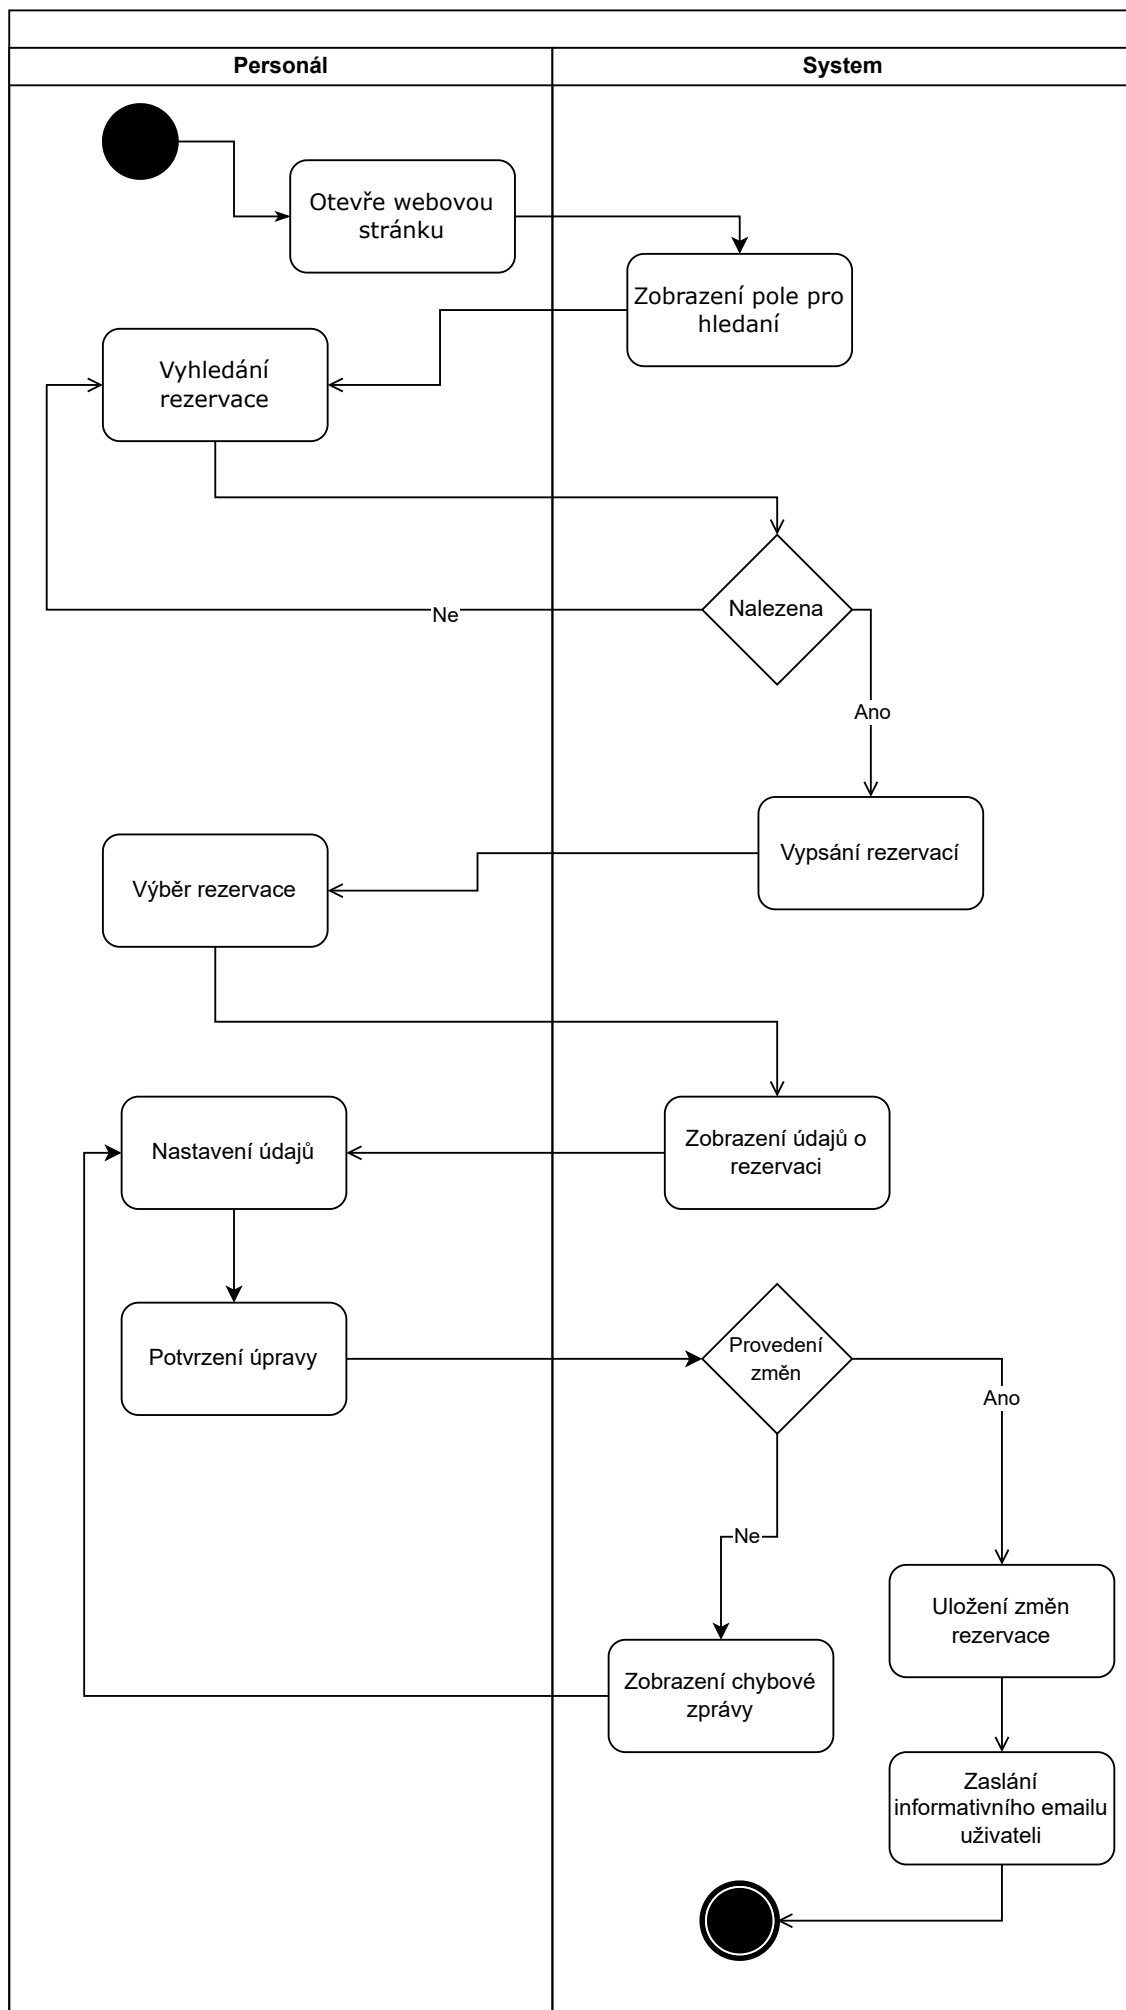 Personál
System
Otevře webovou
stránku
Zobrazení pole pro
hledaní
Vyhledání
rezervace
Nalezena
Ne
Ano
Vypsání rezervací
Výběr rezervace
Zobrazení údajů o
rezervaci
Nastavení údajů
Potvrzení úpravy
Provedení
změn
Ano
Ne
Uložení změn
rezervace
Zobrazení chybové
zprávy
Zaslání
informativního emailu
uživateli